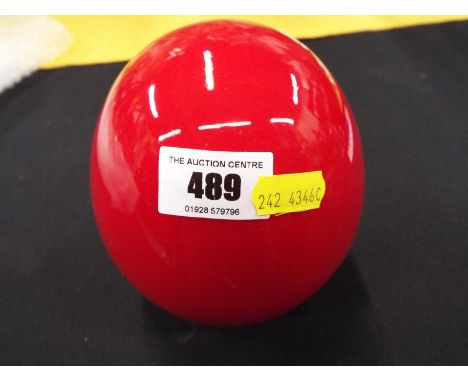 THE AUCTION CENTRE
489
01928 579796
242 4346C